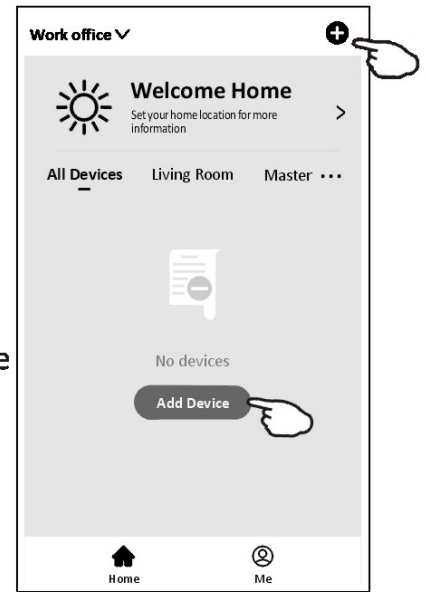 Work office
Welcome Home
Set your home location for more
information
All Devices Living Room Master ...
e
No devices
Add Device
Home Me